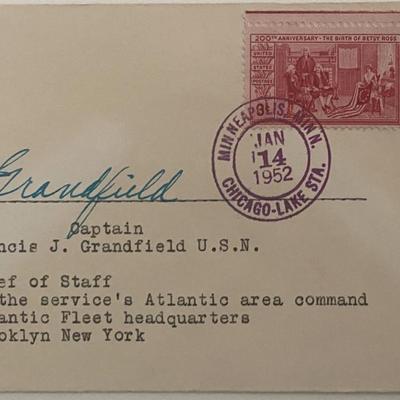 200TH ANNIVERSARY - THE BIRTH OF BETSY ROSS
UNITED
STATES
POSTAGE
MINNEAPOLIS, MINN.
JAN
14
1952
CHICAGO-LAKE STA.
Grandfield
Captain
ncis J. Grandfield U.S.N.
ef of Staff
the service's Atlantic area command
antic Fleet headquarters
ooklyn New York